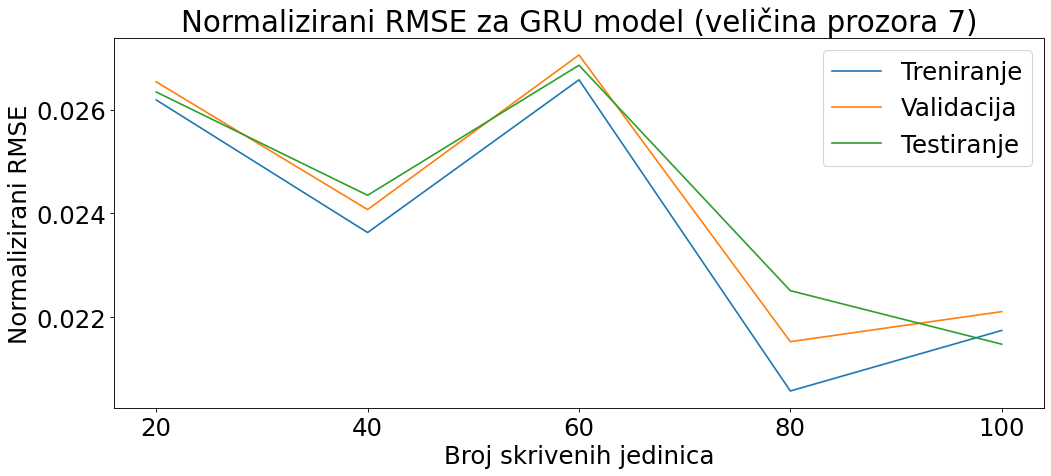 Normalizirani RMSE za GRU model (veličina prozora 7)
Treniranje
Validacija
Testiranje
Normalizirani RMSE
0.026
0.024
0.022
20 40 60 80 100
Broj skrivenih jedinica